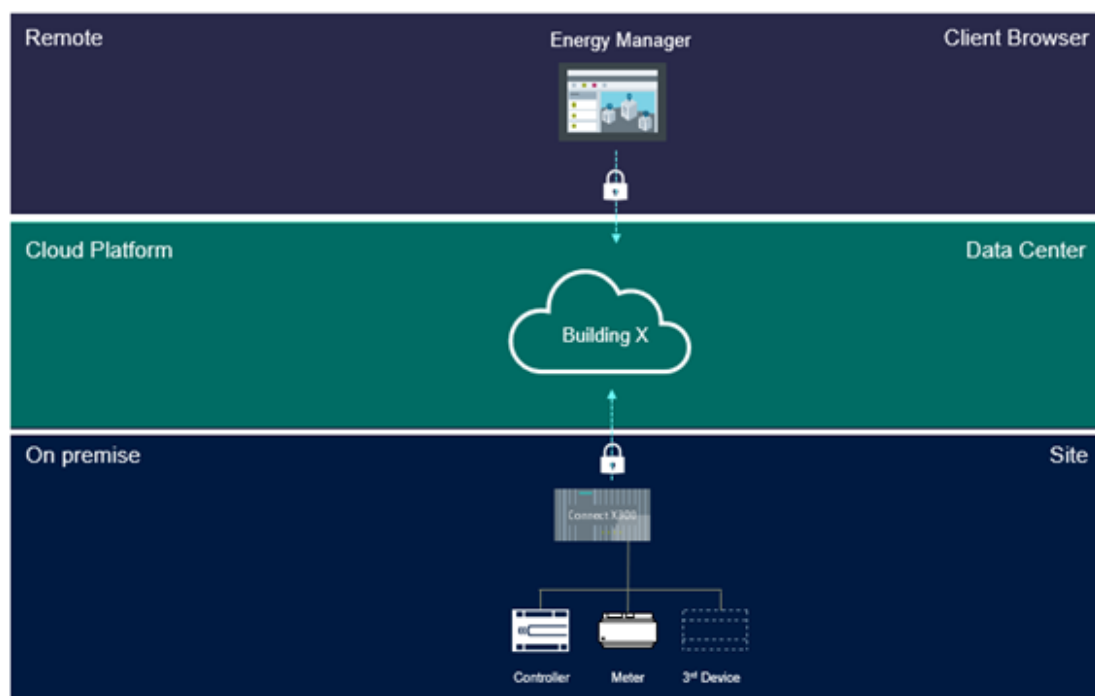 Remote
Energy Manager
Client Browser
Cloud Platform
Data Center
Building X
On premise
Site
Connect X300
Controller
Meter
3rd Device